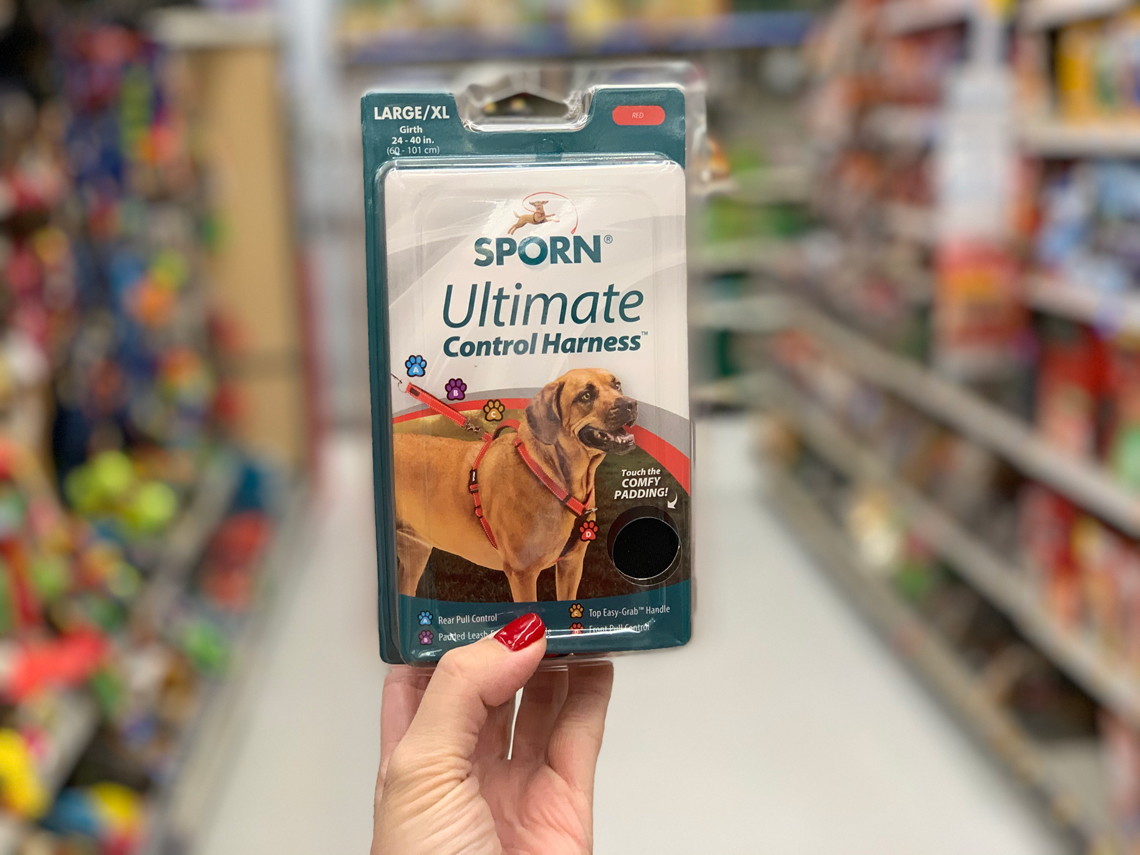 LARGE/XL
Girth
24 - 40 in.
(60 - 101 cm)
RED
SPORN®
Ultimate
Control Harness™
A
B
C
Touch the
COMFY
PADDING!
D
A Rear Pull Control
B Padded Leash
C Top Easy-Grab™ Handle
D Front Pull Control